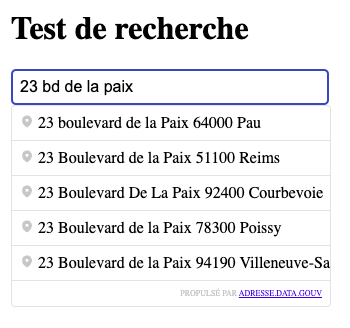 Test de recherche
23 bd de la paix
23 boulevard de la Paix 64000 Pau
23 Boulevard de la Paix 51100 Reims
23 Boulevard De La Paix 92400 Courbevoie
23 Boulevard de la Paix 78300 Poissy
23 Boulevard de la Paix 94190 Villeneuve-Sa
PROPULSÉ PAR ADRESSE.DATA.GOUV